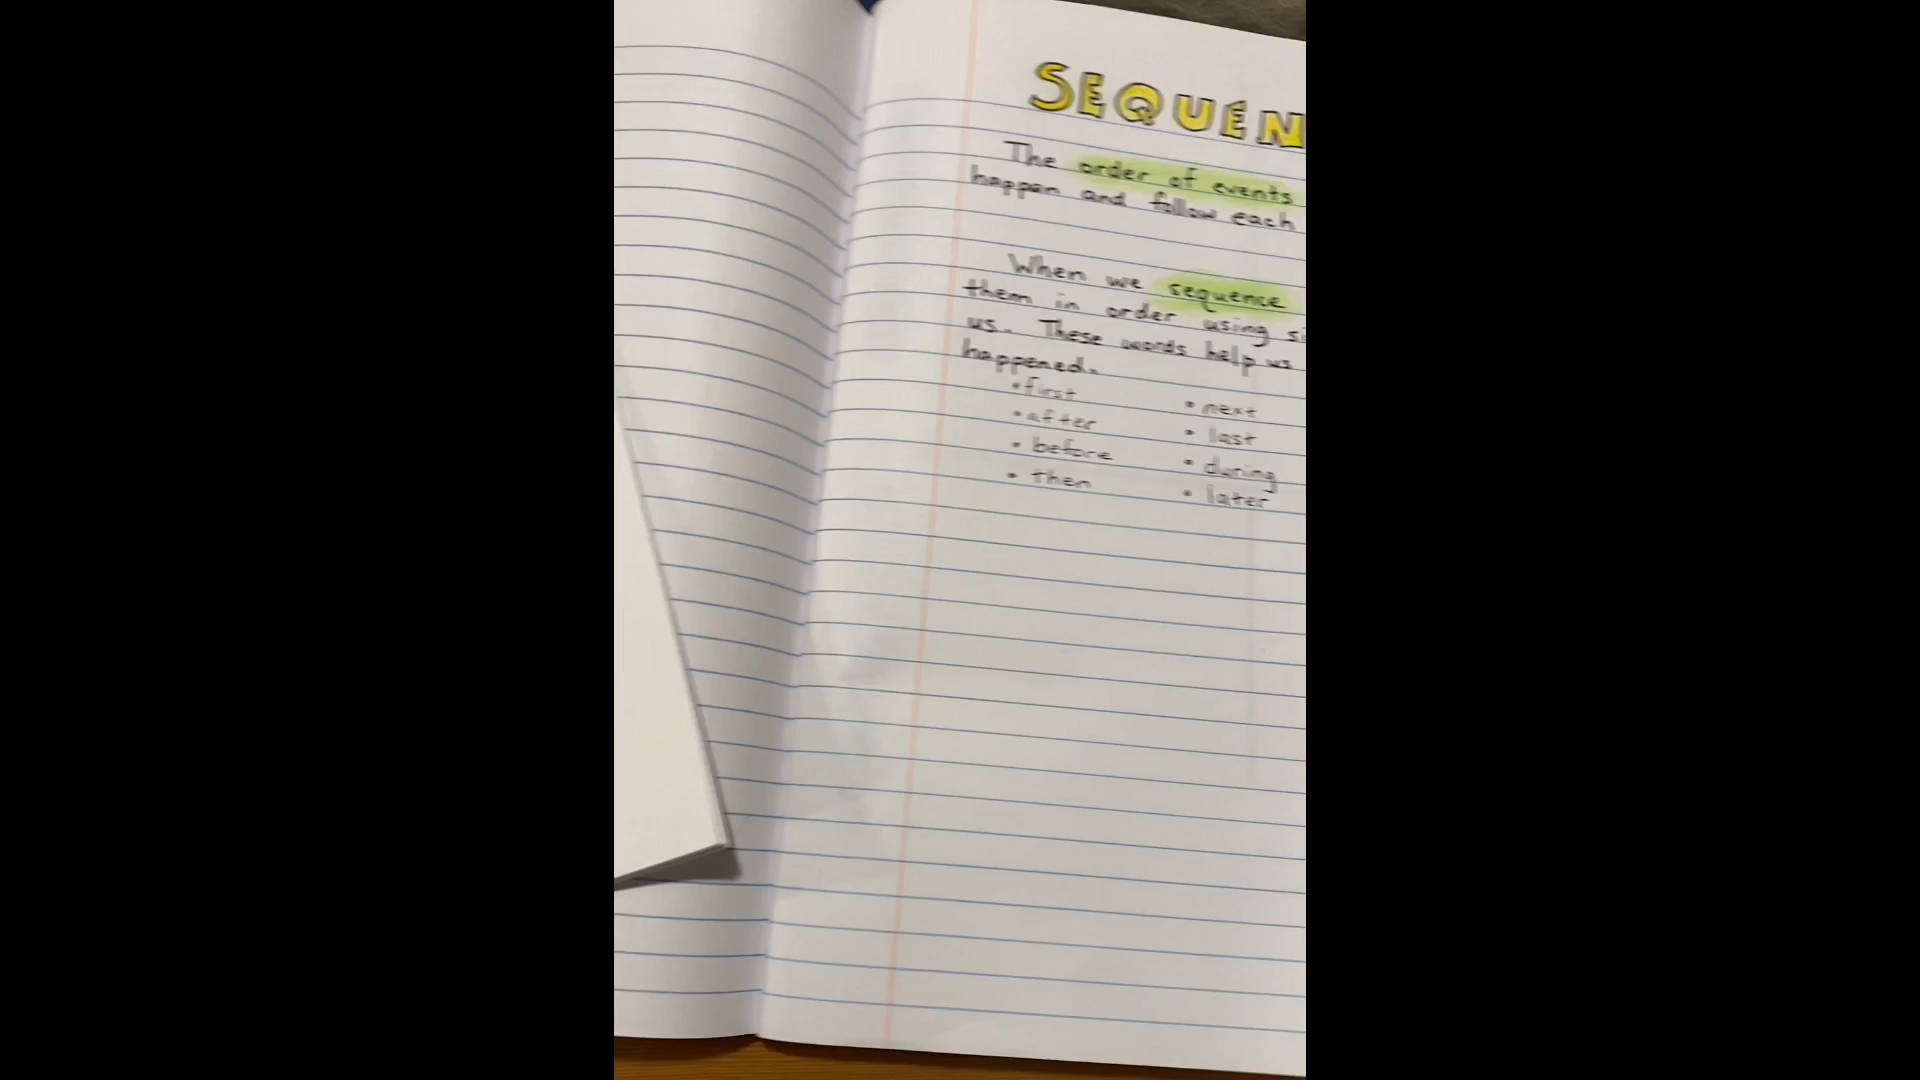 SEQUEN
The order of events
happen and follow each
When we sequence
them in order using si
us. These words help us
happened.
• first • next
• after • last
• before • during
• then • later